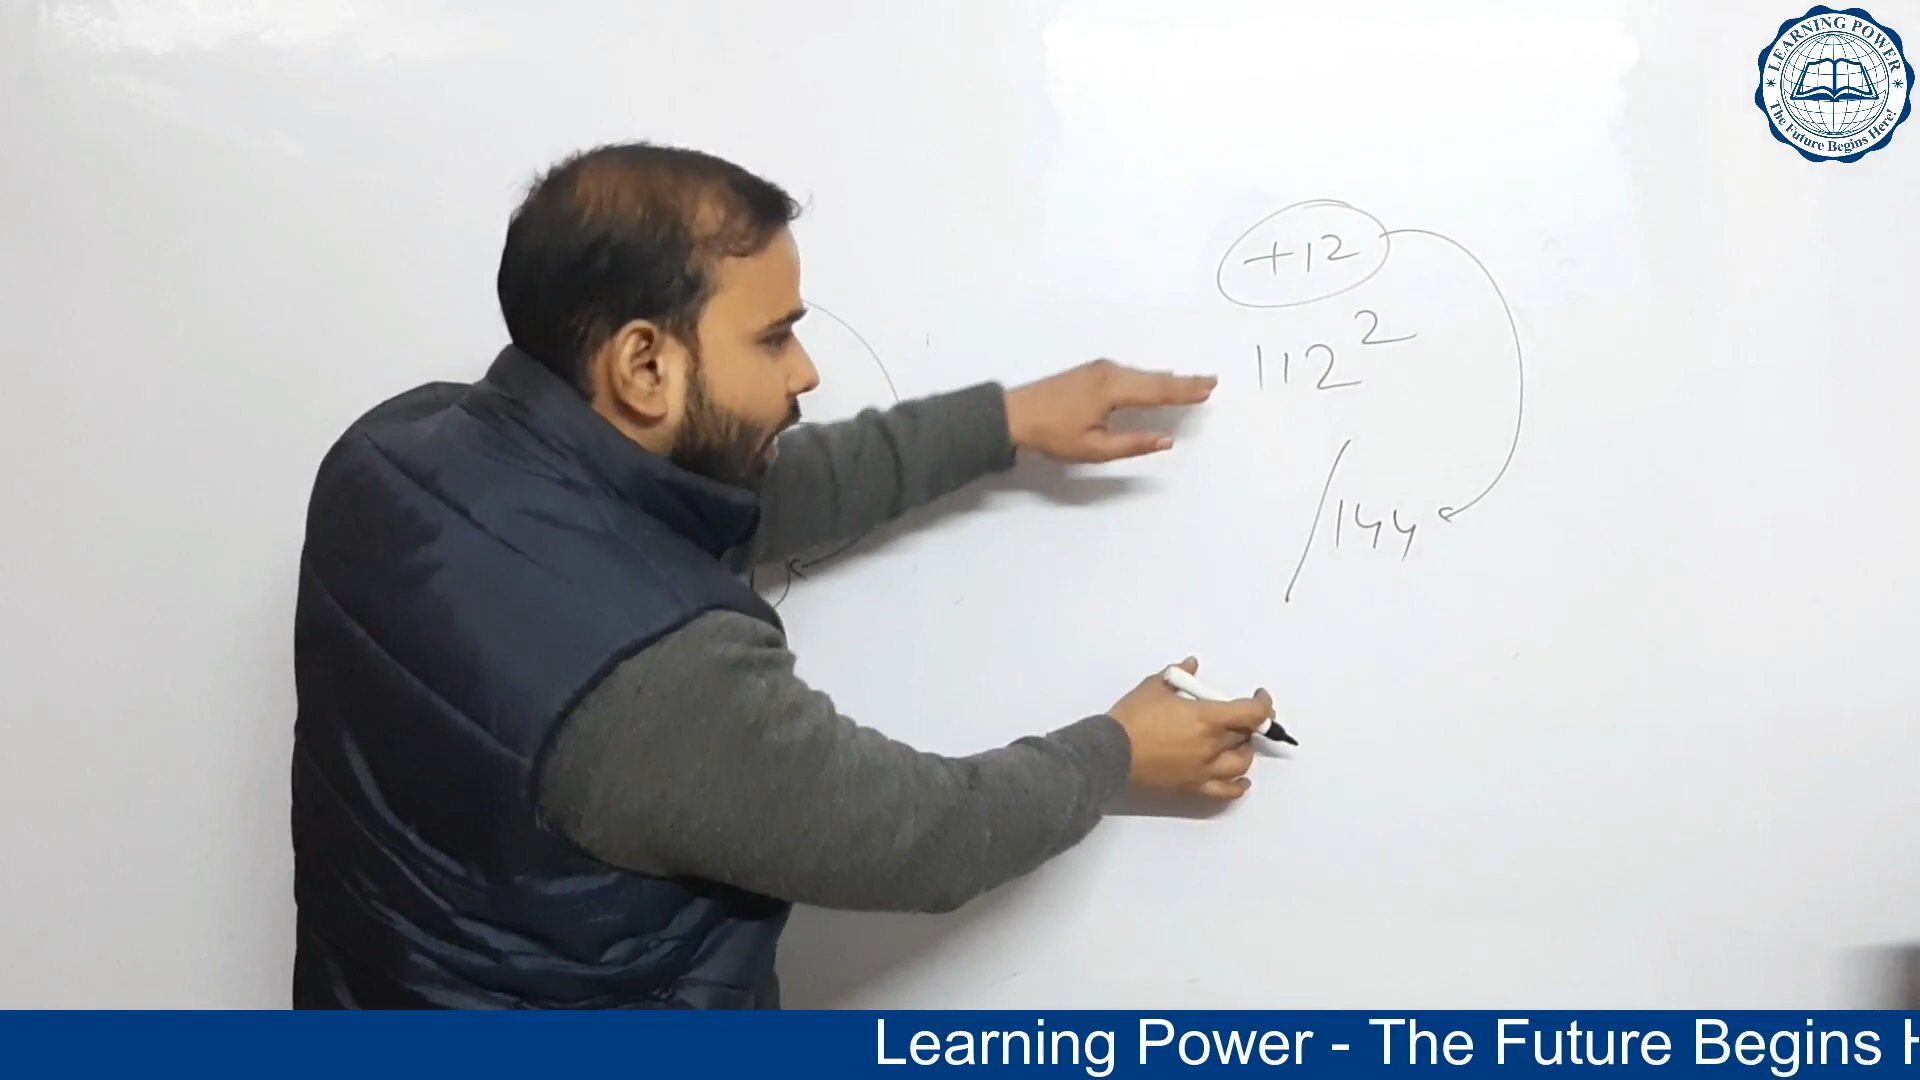 LEARNING POWER
The Future Begins Here!
+12
112²
/144
Learning Power - The Future Begins H